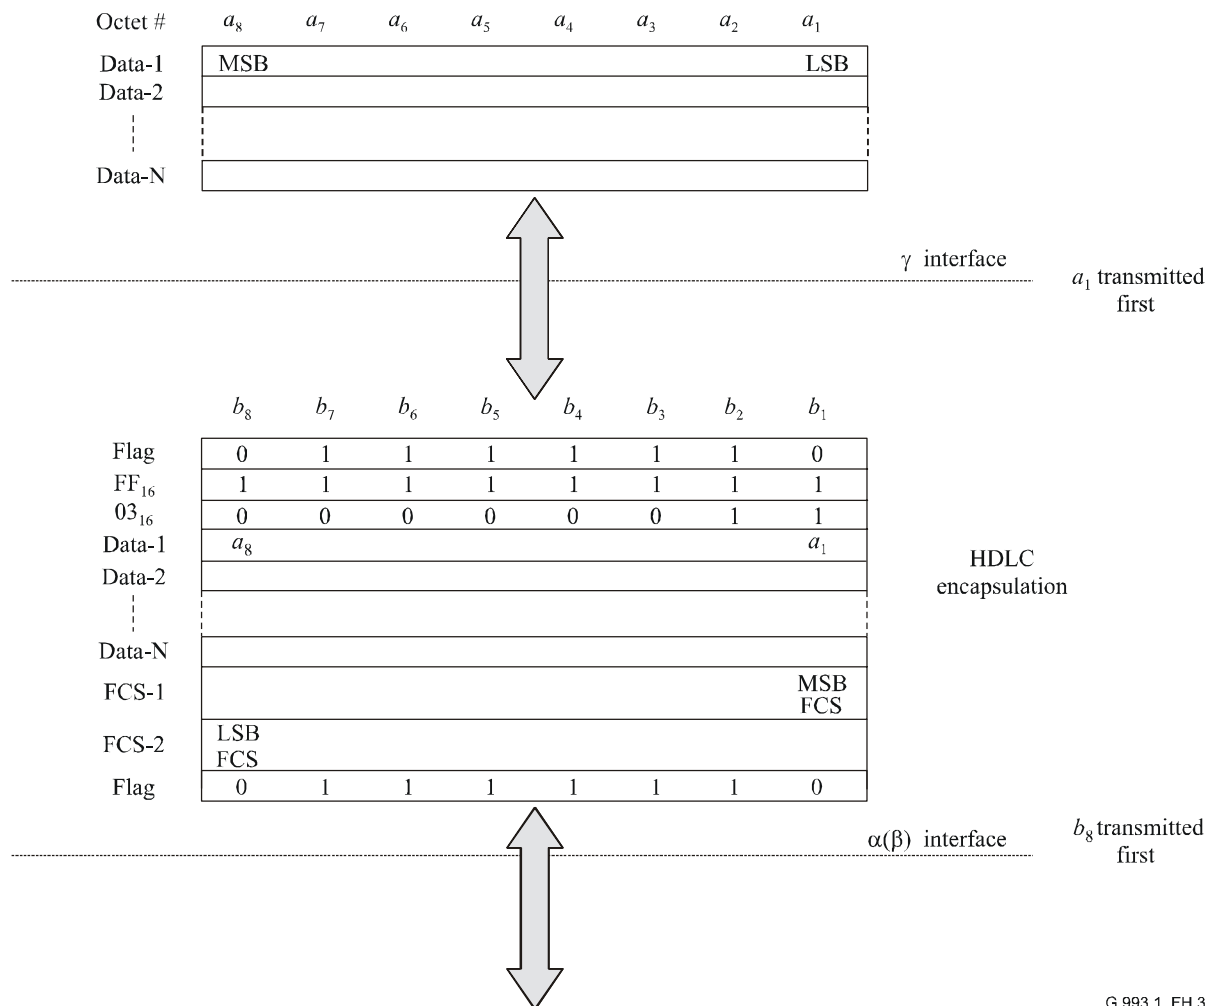 Octet # a8 a7 a6 a5 a4 a3 a2 a1
Data-1 MSB LSB
Data-2
Data-N
γ interface
a1 transmitted
first
b8 b7 b6 b5 b4 b3 b2 b1
Flag 0 1 1 1 1 1 1 0
FF16 1 1 1 1 1 1 1 1
0316 0 0 0 0 0 0 1 1
Data-1 a8 a1
Data-2
HDLC
encapsulation
Data-N
FCS-1 MSB
FCS
FCS-2 LSB
FCS
Flag 0 1 1 1 1 1 1 0
α(β) interface
b8 transmitted
first
G.993.1_FH.3